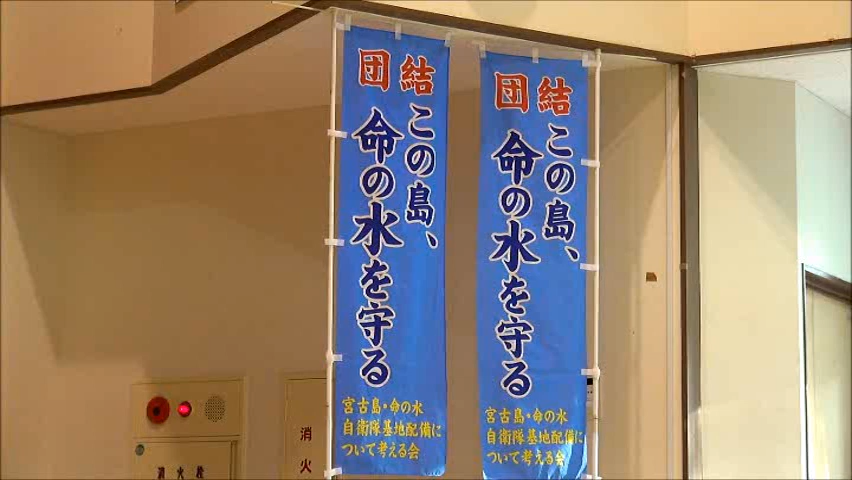 団結
この島、
命の水を守る
宮古島・命の水
自衛隊基地配備に
ついて考える会
団結
この島、
命の水を守る
宮古島・命の水
自衛隊基地配備に
ついて考える会
消火栓
消火